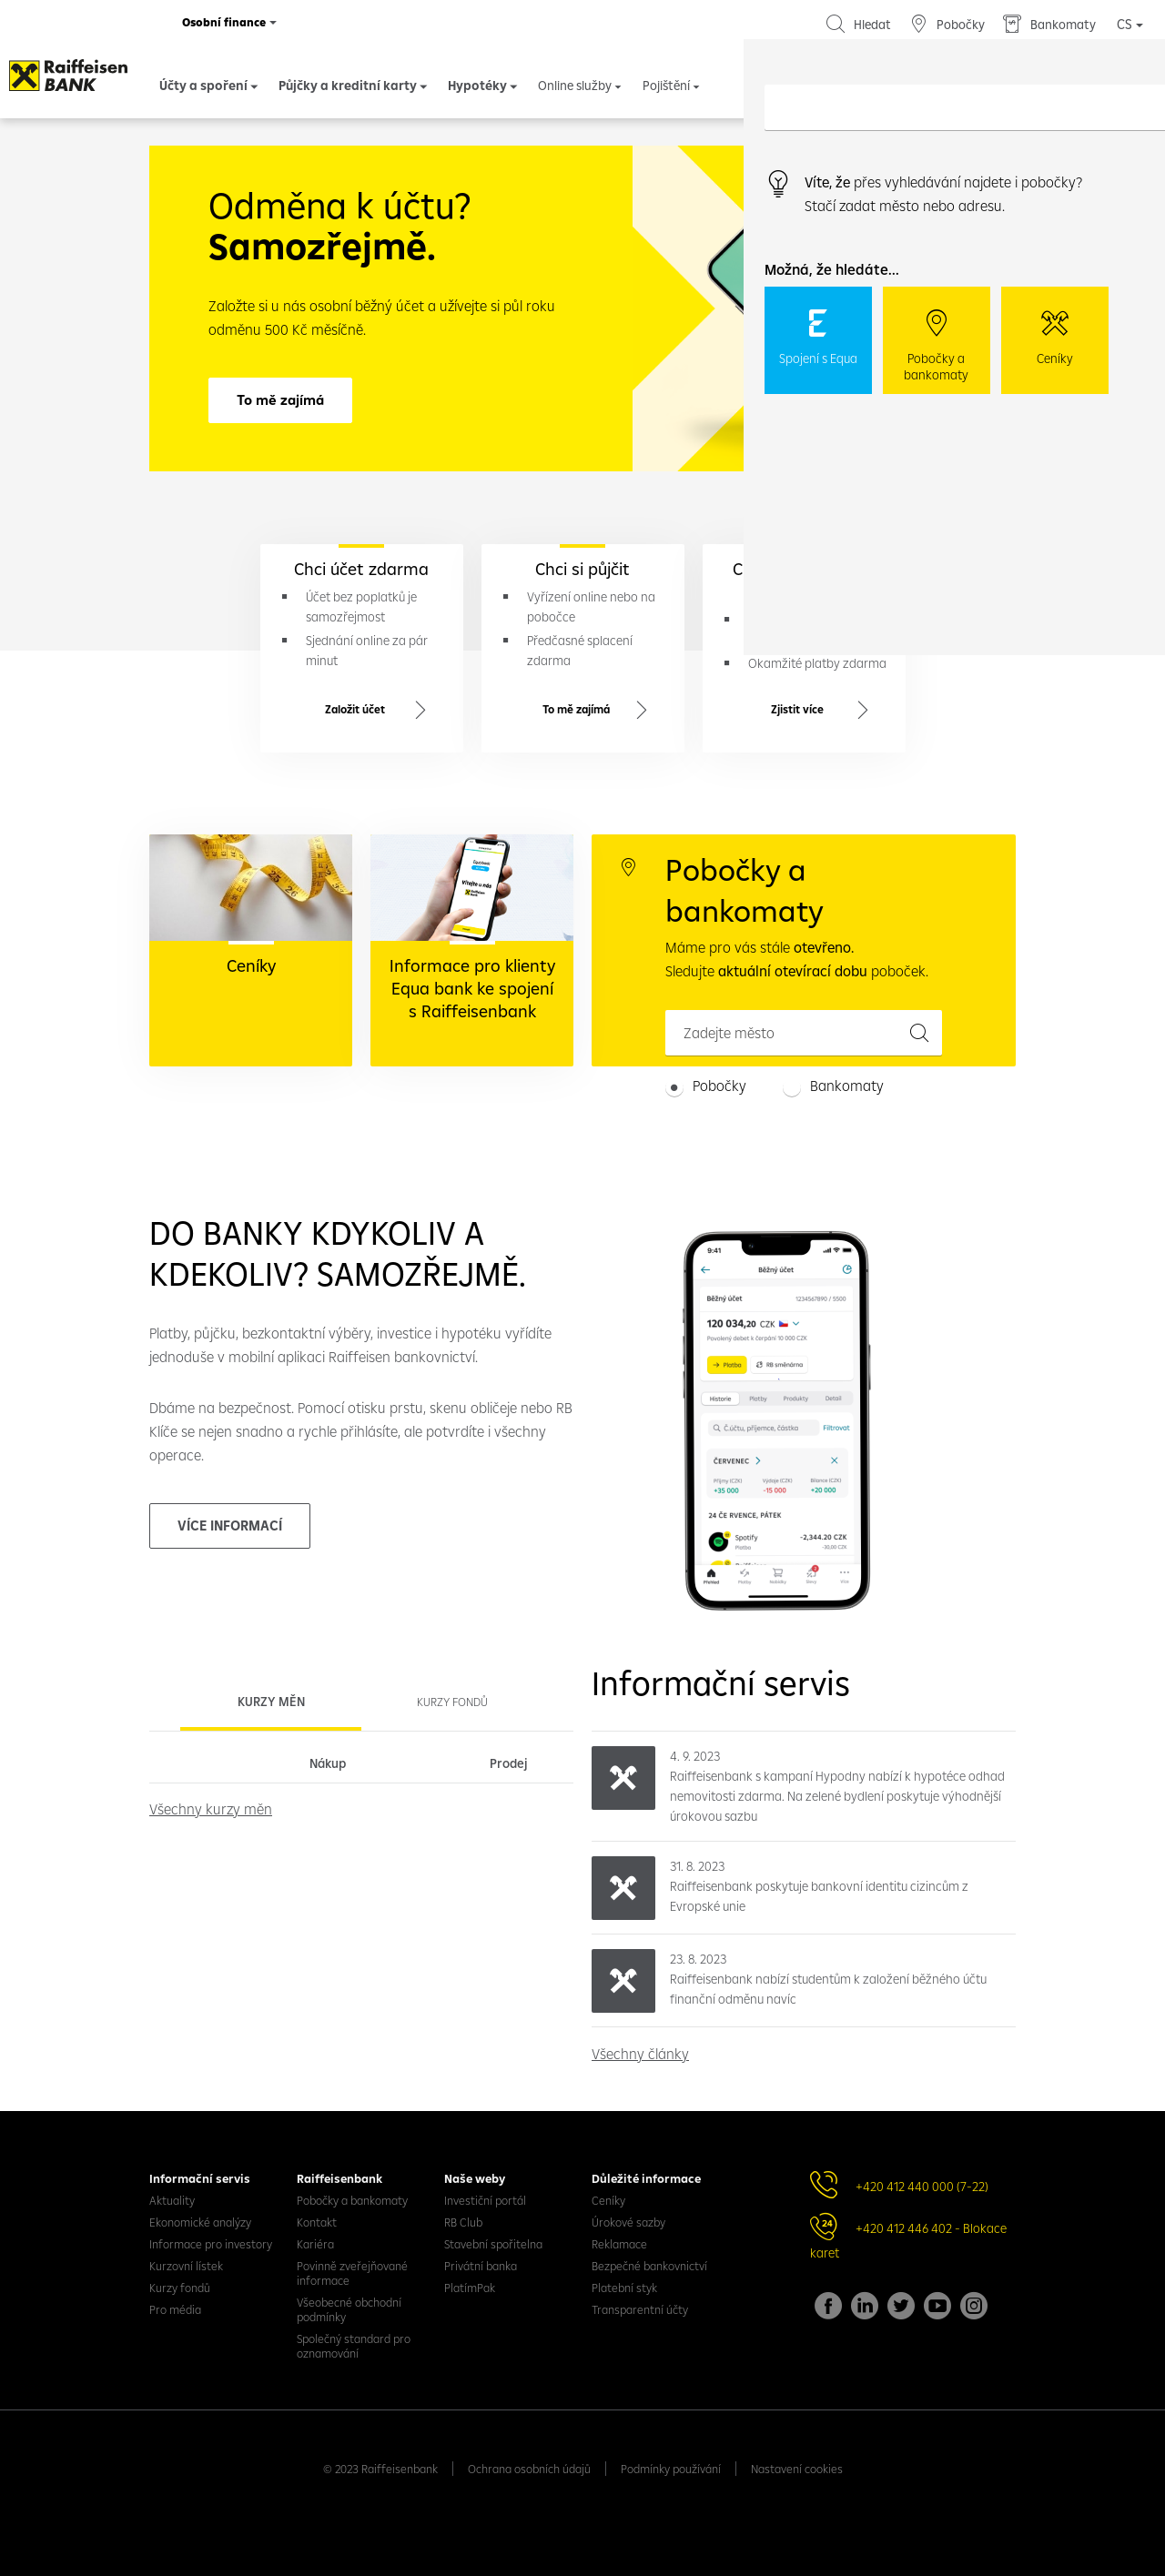 Osobní finance
Hledat
Pobočky
Bankomaty
CS
Raiffeisen
BANK
Účty a spoření
Půjčky a kreditní karty
Hypotéky
Online služby
Pojištění
Odměna k účtu?
Samozřejmě.
Založte si u nás osobní běžný účet a užívejte si půl roku
odměnu 500 Kč měsíčně.
To mě zajímá
Víte, že přes vyhledávání najdete i pobočky?
Stačí zadat město nebo adresu.
Možná, že hledáte...
Spojení s Equa
Pobočky a
bankomaty
Ceníky
Chci účet zdarma
Účet bez poplatků je
samozřejmost
Sjednání online za pár
minut
Založit účet
Chci si půjčit
Vyřízení online nebo na
pobočce
Předčasné splacení
zdarma
To mě zajímá
Okamžité platby zdarma
Zjistit více
Ceníky
Informace pro klienty
Equa bank ke spojení
s Raiffeisenbank
Pobočky a
bankomaty
Máme pro vás stále otevřeno.
Sledujte aktuální otevírací dobu poboček.
Zadejte město
Pobočky
Bankomaty
DO BANKY KDYKOLIV A
KDEKOLIV? SAMOZŘEJMĚ.
Platby, půjčku, bezkontaktní výběry, investice i hypotéku vyřídíte
jednoduše v mobilní aplikaci Raiffeisen bankovnictví.
Dbáme na bezpečnost. Pomocí otisku prstu, skenu obličeje nebo RB
Klíče se nejen snadno a rychle přihlásíte, ale potvrdíte i všechny
operace.
VÍCE INFORMACÍ
9:41
Běžný účet
Běžný účet
1234567890 / 5500
120 034,20 CZK
Povolený debet k čerpání 10 000 CZK
Platba
RB směnárna
Historie
Platby
Produkty
Detail
Č.účtu, příjemce, částka
Filtrovat
ČERVENEC
Příjmy (CZK)
Výdaje (CZK)
Bilance (CZK)
+35 000
-15 000
+20 000
24 ČE RVENCE, PÁTEK
Spotify
-2,344.20 CZK
Platba
-30,00 CZK
KURZY MĚN
KURZY FONDŮ
Nákup
Prodej
Všechny kurzy měn
Informační servis
4. 9. 2023
Raiffeisenbank s kampaní Hypodny nabízí k hypotéce odhad
nemovitosti zdarma. Na zelené bydlení poskytuje výhodnější
úrokovou sazbu
31. 8. 2023
Raiffeisenbank poskytuje bankovní identitu cizincům z
Evropské unie
23. 8. 2023
Raiffeisenbank nabízí studentům k založení běžného účtu
finanční odměnu navíc
Všechny články
Informační servis
Aktuality
Ekonomické analýzy
Informace pro investory
Kurzovní lístek
Kurzy fondů
Pro média
Raiffeisenbank
Pobočky a bankomaty
Kontakt
Kariéra
Povinně zveřejňované
informace
Všeobecné obchodní
podmínky
Společný standard pro
oznamování
Naše weby
Investiční portál
RB Club
Stavební spořitelna
Privátní banka
PlatímPak
Důležité informace
Ceníky
Úrokové sazby
Reklamace
Bezpečné bankovnictví
Platební styk
Transparentní účty
+420 412 440 000 (7-22)
24
+420 412 446 402 - Blokace
karet
© 2023 Raiffeisenbank
Ochrana osobních údajů
Podmínky používání
Nastavení cookies